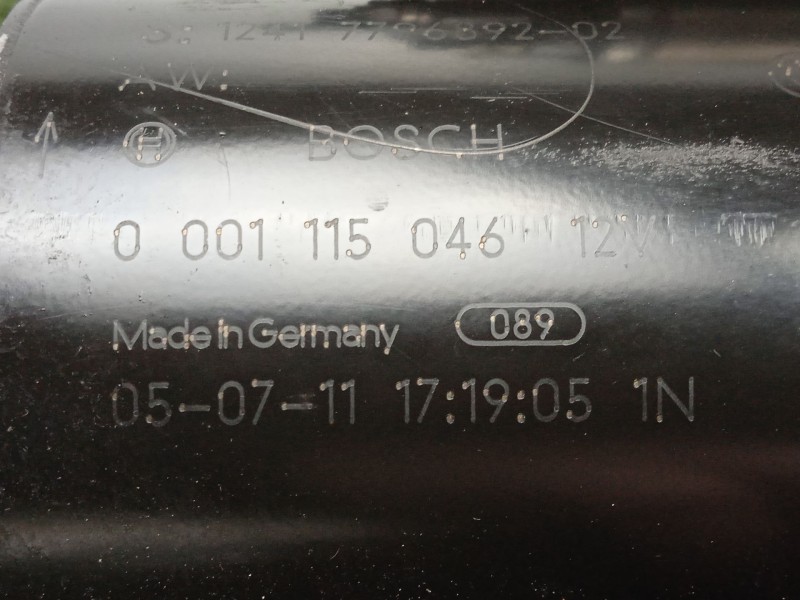 S: 1241 7796892-02
AW:
BOSCH
0 001 115 046 12V
Made in Germany 089
05-07-11 17:19:05 1N